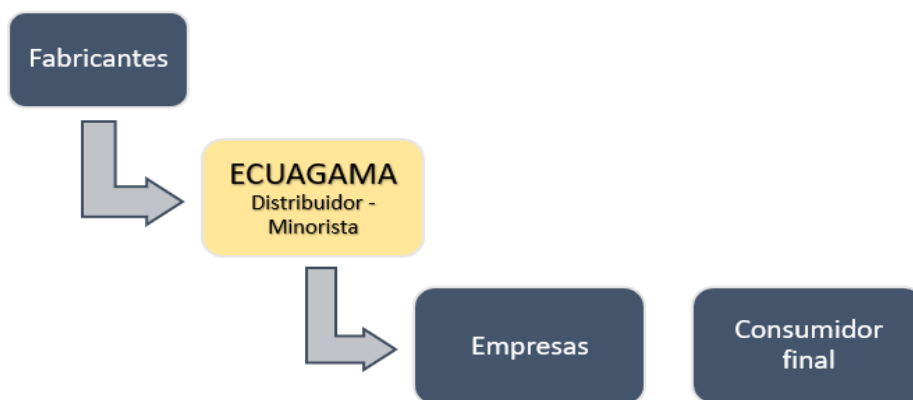 Fabricantes
ECUAGAMA
Distribuidor -
Minorista
Empresas
Consumidor
final